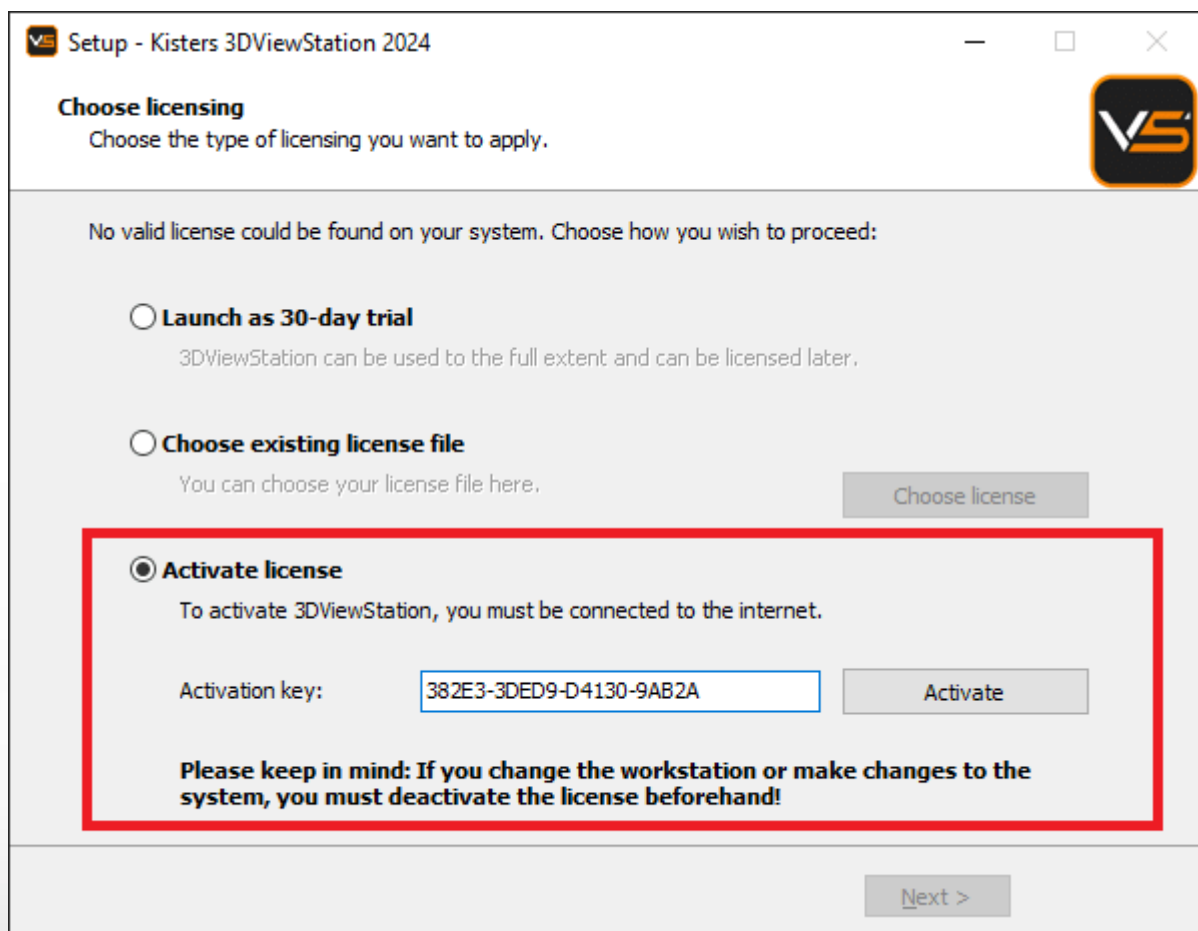 Setup - Kisters 3DViewStation 2024
Choose licensing
Choose the type of licensing you want to apply.
VS
No valid license could be found on your system. Choose how you wish to proceed:
Launch as 30-day trial
3DViewStation can be used to the full extent and can be licensed later.
Choose existing license file
You can choose your license file here.
Choose license
Activate license
To activate 3DViewStation, you must be connected to the internet.
Activation key: 382E3-3DED9-D4130-9AB2A Activate
Please keep in mind: If you change the workstation or make changes to the
system, you must deactivate the license beforehand!
Next >